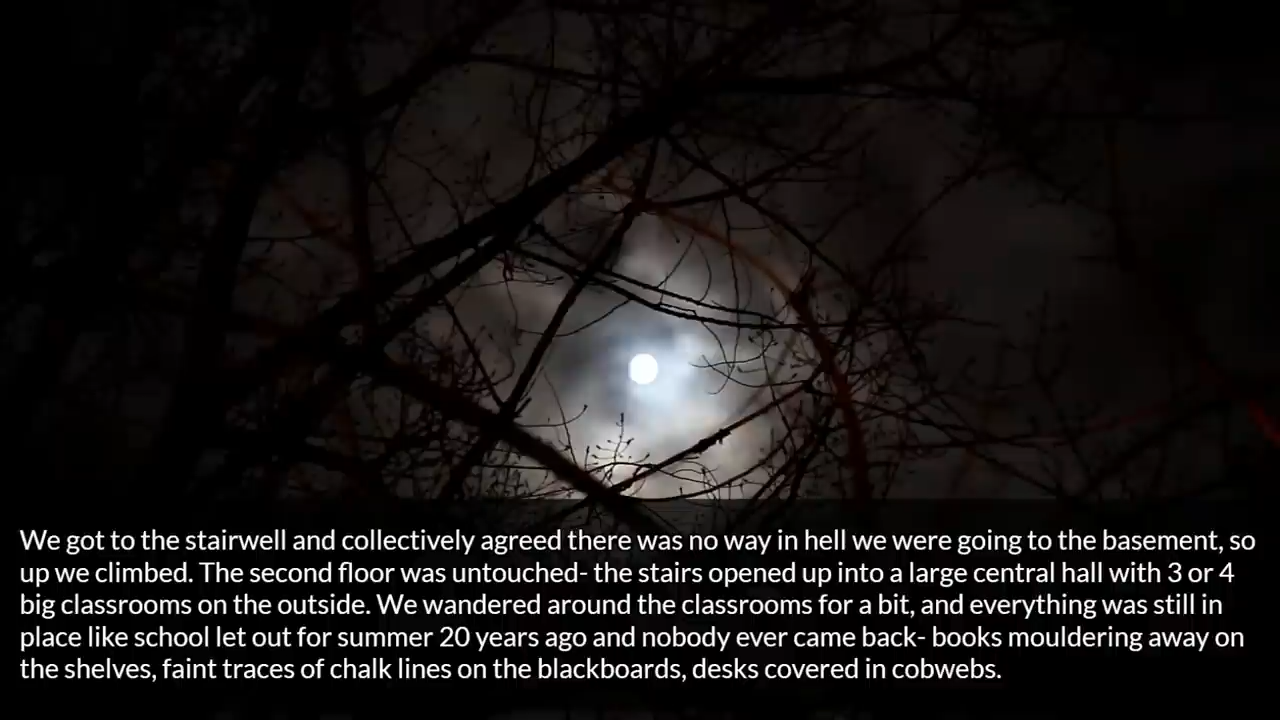 We got to the stairwell and collectively agreed there was no way in hell we were going to the basement, so
up we climbed. The second floor was untouched- the stairs opened up into a large central hall with 3 or 4
big classrooms on the outside. We wandered around the classrooms for a bit, and everything was still in
place like school let out for summer 20 years ago and nobody ever came back- books mouldering away on
the shelves, faint traces of chalk lines on the blackboards, desks covered in cobwebs.